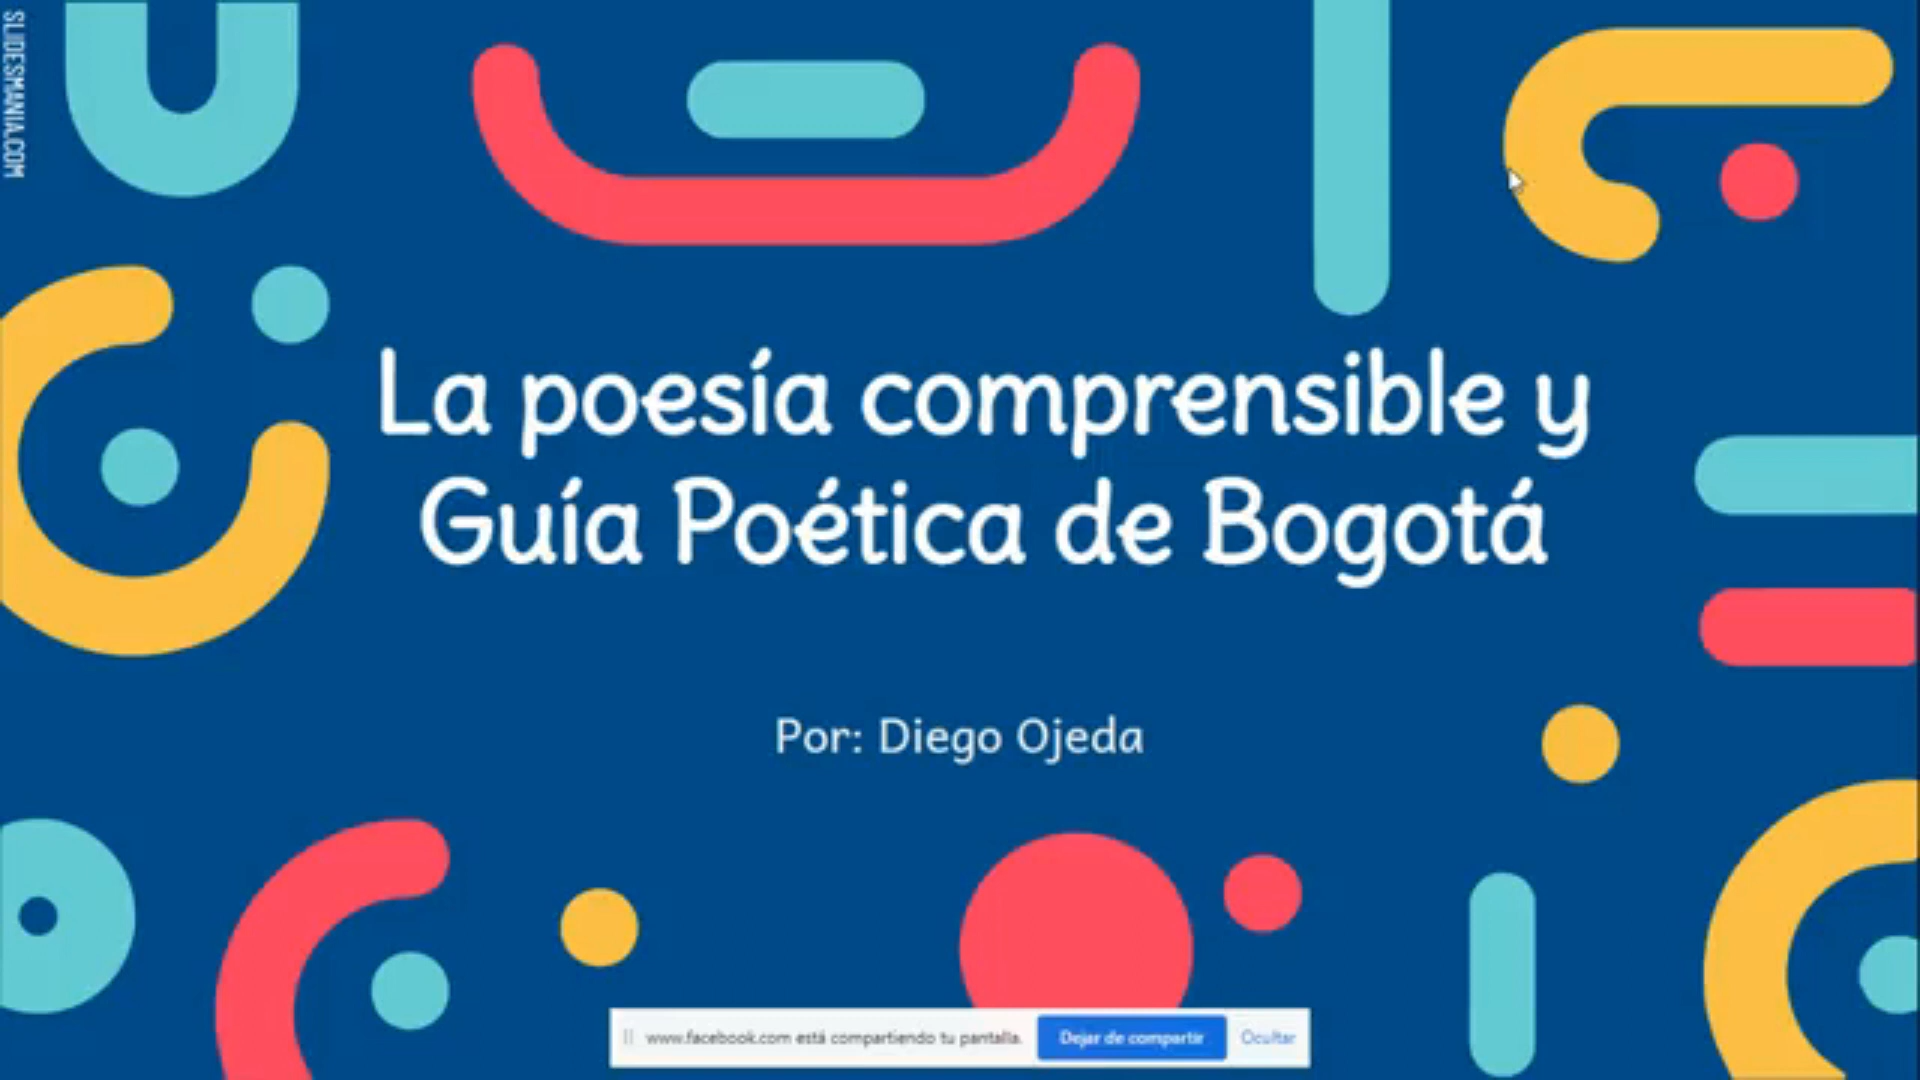 SLIDESMANIA.COM
La poesía comprensible y
Guía Poética de Bogotá
Por: Diego Ojeda
www.facebook.com está compartiendo tu pantalla. Dejar de compartir Ocultar